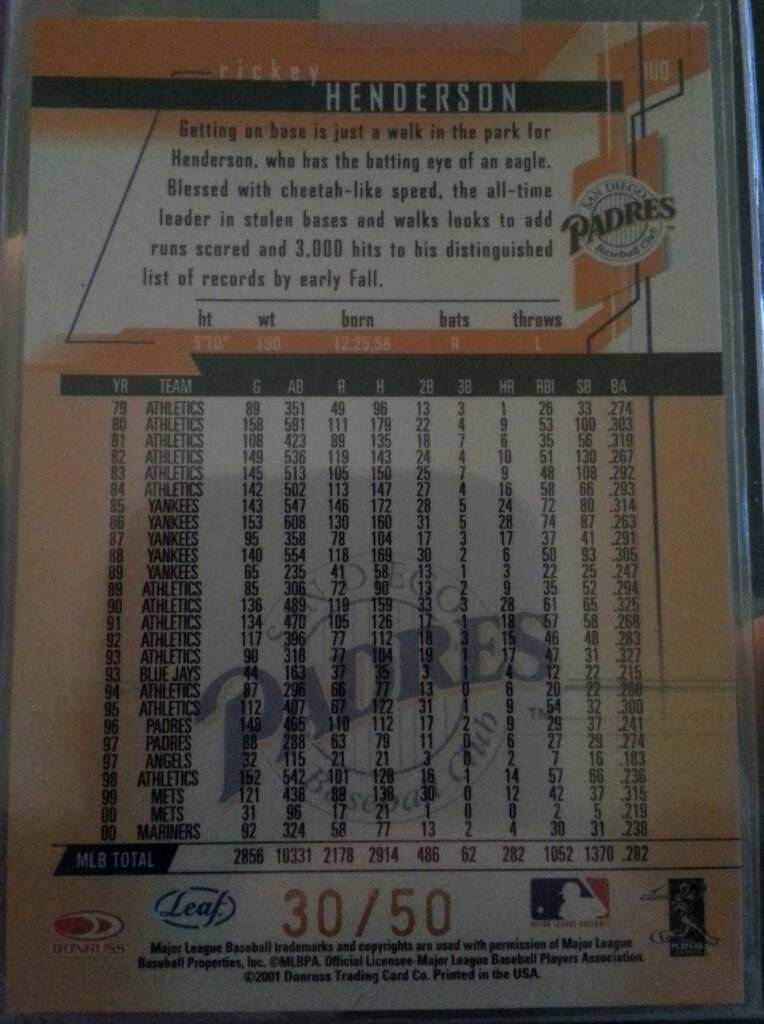 100
rickey
HENDERSON
Getting on base is just a walk in the park for
Henderson, who has the batting eye of an eagle.
Blessed with cheetah-like speed, the all-time
leader in stolen bases and walks looks to add
runs scored and 3,000 hits to his distinguished
list of records by early Fall.
SAN DIEGO
PADRES
Baseball Club
ht wt born bats throws
5'10" 190 12.25.58 R L
YR TEAM G AB R H 2B 3B HR RBI SB BA
79 ATHLETICS 89 351 49 96 13 3 1 26 33 .274
80 ATHLETICS 158 591 111 179 22 4 9 53 100 .303
81 ATHLETICS 108 423 89 135 18 7 6 35 56 .319
82 ATHLETICS 149 536 119 143 24 4 10 51 130 .267
83 ATHLETICS 145 513 105 150 25 7 9 48 108 .292
84 ATHLETICS 142 502 113 147 27 4 16 58 66 .293
85 YANKEES 143 547 146 172 28 5 24 72 80 .314
86 YANKEES 153 608 130 160 31 5 28 74 87 .263
87 YANKEES 95 358 78 104 17 3 17 37 41 .291
88 YANKEES 140 554 118 169 30 2 6 50 93 .305
89 YANKEES 65 235 41 58 13 1 3 22 25 .247
89 ATHLETICS 85 306 72 90 13 2 9 35 52 .294
90 ATHLETICS 136 489 119 159 33 3 28 61 65 .325
91 ATHLETICS 134 470 105 126 17 1 18 57 58 .268
92 ATHLETICS 117 396 77 112 18 3 15 46 48 .283
93 ATHLETICS 90 318 77 104 19 1 17 47 31 .327
93 BLUE JAYS 44 163 37 35 3 1 4 12 22 .215
94 ATHLETICS 87 296 66 77 13 0 6 20 22 .260
95 ATHLETICS 112 407 67 122 31 1 9 54 32 .300
96 PADRES 148 465 110 112 17 2 9 29 37 .241
97 PADRES 88 288 63 79 11 0 6 27 29 .274
97 ANGELS 32 115 21 21 3 0 2 7 16 .183
98 ATHLETICS 152 542 101 128 16 1 14 57 66 .236
99 METS 121 438 89 138 30 0 12 42 37 .315
00 METS 31 96 17 21 1 0 0 2 5 .219
00 MARINERS 92 324 58 77 13 2 4 30 31 .238
SAN DIEGO
PADRES
Baseball Club
TM
MLB TOTAL 2856 10331 2178 2914 486 62 282 1052 1370 .282
DONRUSS
Leaf
30/50
MAJOR LEAGUE BASEBALL
PLAYERS
Major League Baseball trademarks and copyrights are used with permission of Major League
Baseball Properties, Inc. ©MLBPA. Official Licensee-Major League Baseball Players Association.
©2001 Donruss Trading Card Co. Printed in the USA.